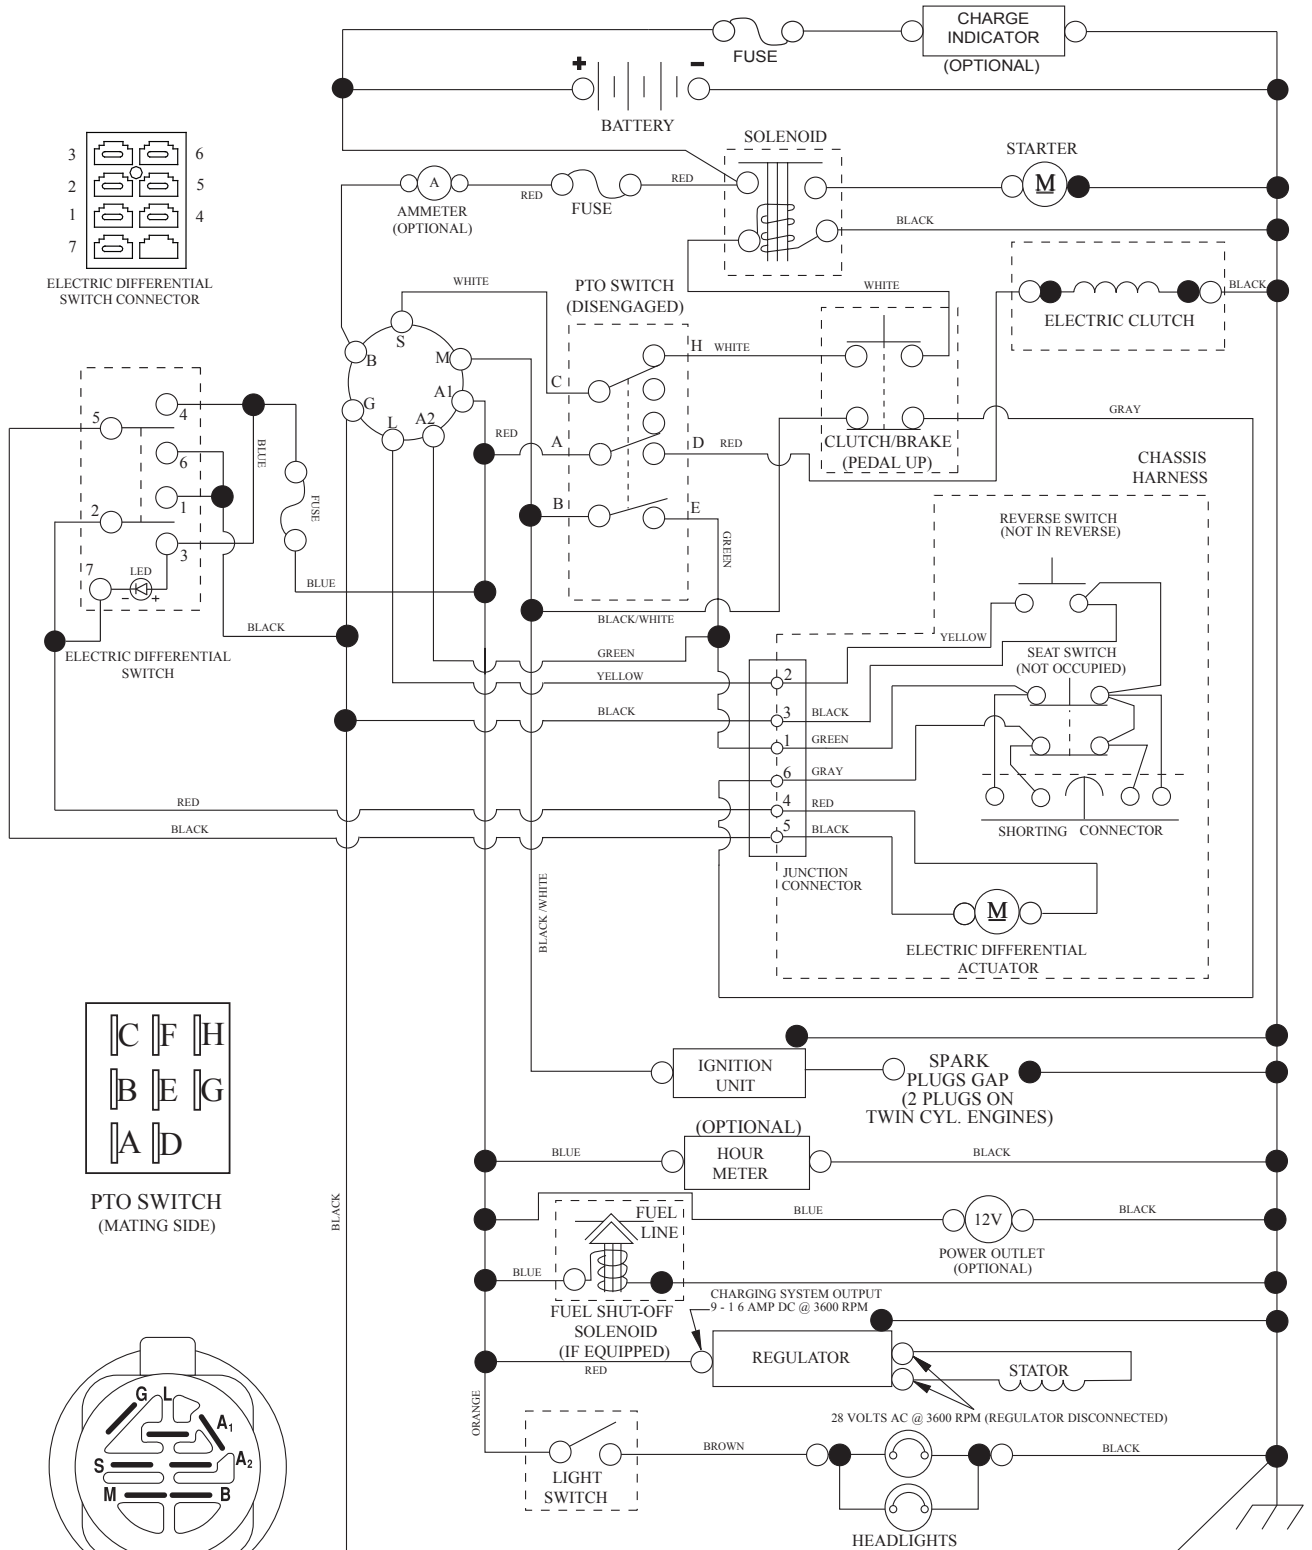 CHARGE
INDICATOR
(OPTIONAL)
FUSE
+
-
BATTERY
SOLENOID
STARTER
M
3
6
2
5
1
4
7
ELECTRIC DIFFERENTIAL
SWITCH CONNECTOR
A
AMMETER
(OPTIONAL)
RED
FUSE
RED
BLACK
WHITE
PTO SWITCH
(DISENGAGED)
WHITE
BLACK
ELECTRIC CLUTCH
S
B
M
G
A1
L
A2
C
H
WHITE
RED
A
D
RED
B
E
CLUTCH/BRAKE
(PEDAL UP)
GRAY
CHASSIS
HARNESS
5
4
6
2
1
3
7
LED
-
+
BLUE
FUSE
BLUE
BLACK
ELECTRIC DIFFERENTIAL
SWITCH
GREEN
BLACK/WHITE
GREEN
YELLOW
BLACK
YELLOW
REVERSE SWITCH
(NOT IN REVERSE)
SEAT SWITCH
(NOT OCCUPIED)
2
3
BLACK
1
GREEN
6
GRAY
4
RED
5
BLACK
SHORTING
CONNECTOR
JUNCTION
CONNECTOR
RED
BLACK
M
ELECTRIC DIFFERENTIAL
ACTUATOR
BLACK /WHITE
C F H
B E G
A D
PTO SWITCH
(MATING SIDE)
BLACK
IGNITION
UNIT
SPARK
PLUGS GAP
(2 PLUGS ON
TWIN CYL. ENGINES)
(OPTIONAL)
BLUE
HOUR
METER
BLACK
FUEL
LINE
BLUE
12V
BLACK
POWER OUTLET
(OPTIONAL)
BLUE
FUEL SHUT-OFF
SOLENOID
(IF EQUIPPED)
CHARGING SYSTEM OUTPUT
9 - 1 6 AMP DC @ 3600 RPM
RED
REGULATOR
STATOR
28 VOLTS AC @ 3600 RPM (REGULATOR DISCONNECTED)
ORANGE
LIGHT
SWITCH
BROWN
BLACK
HEADLIGHTS
G L
A1
S
A2
M
B